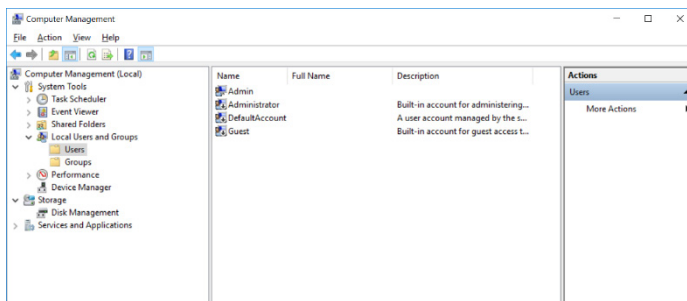 Computer Management
File Action View Help
Computer Management (Local)
System Tools
Task Scheduler
Event Viewer
Shared Folders
Local Users and Groups
Users
Groups
Performance
Device Manager
Storage
Disk Management
Services and Applications
Name Full Name Description
Admin
Administrator Built-in account for administering...
DefaultAccount A user account managed by the s...
Guest Built-in account for guest access t...
Actions
Users
More Actions